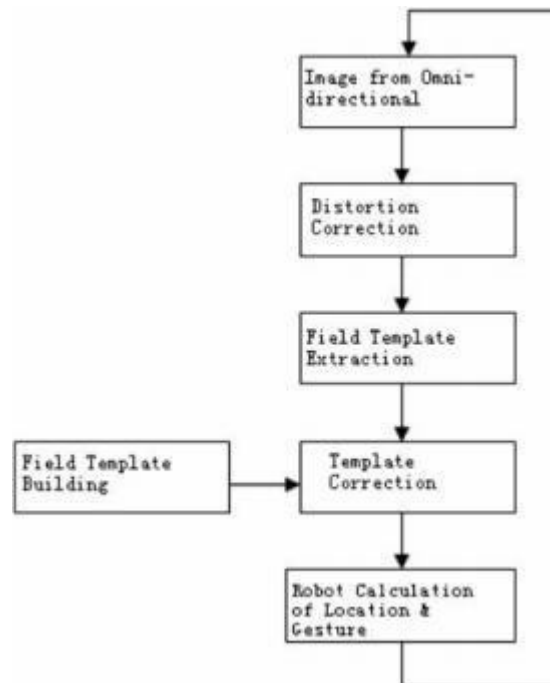 Image from Omni-
directional
Distortion
Correction
Field Template
Extraction
Field Template
Building
Template
Correction
Robot Calculation
of Location &
Gesture